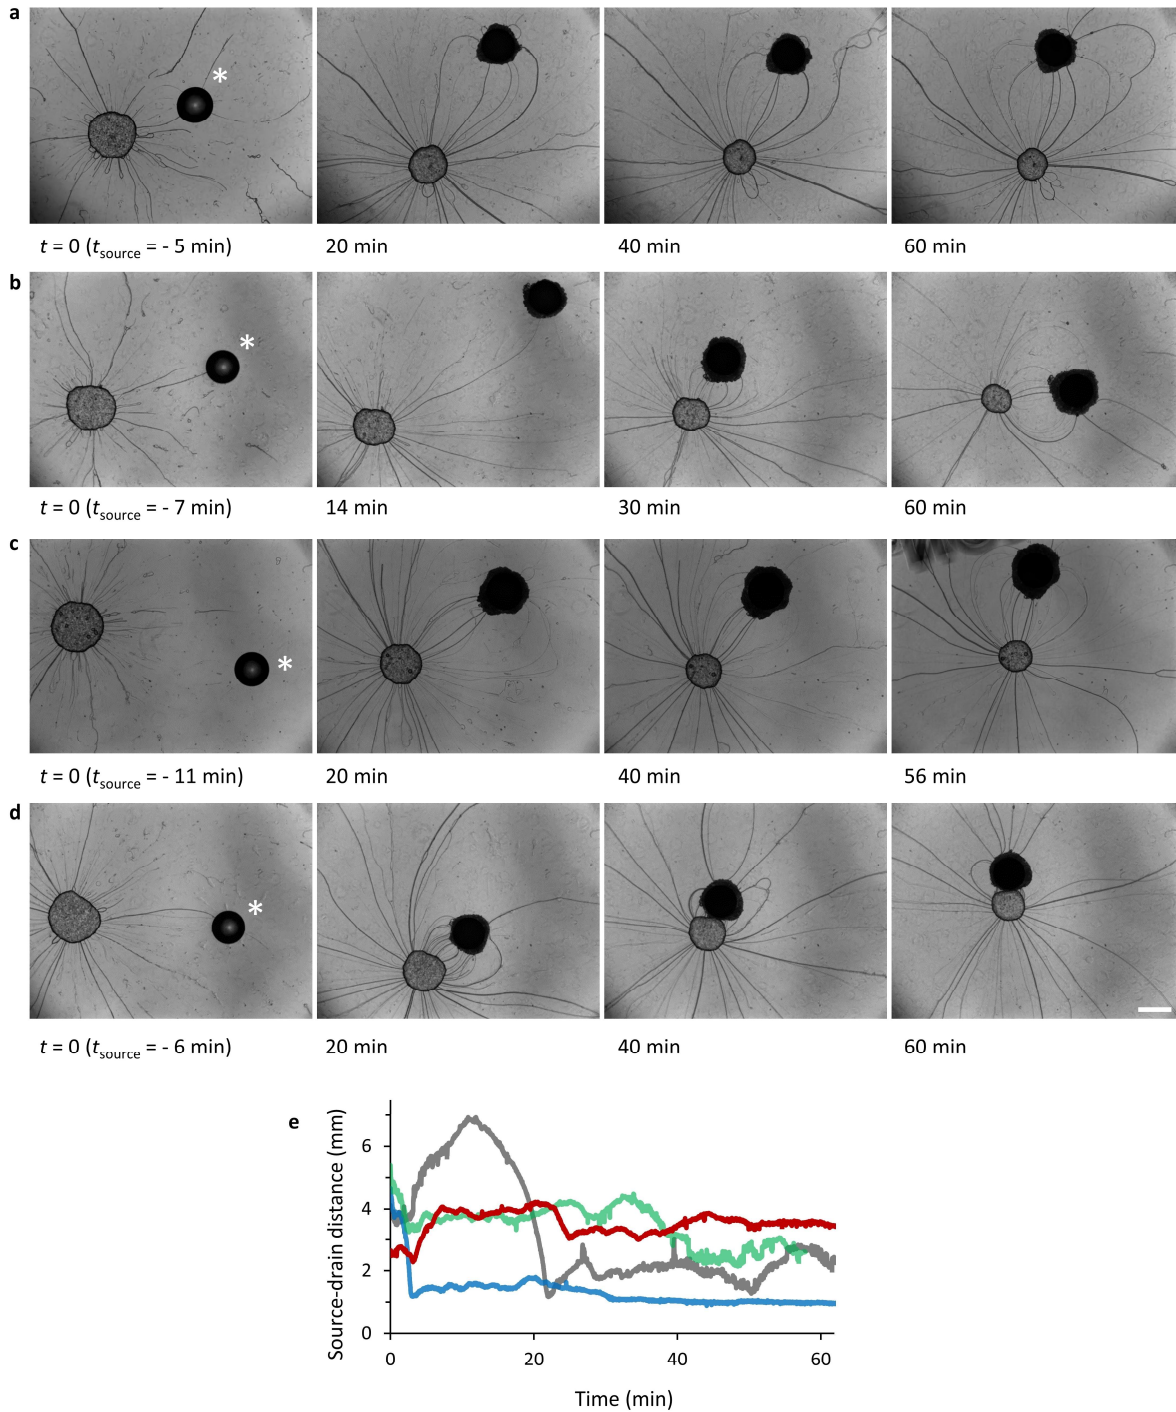 a
*
t = 0 (tsource = - 5 min) 20 min 40 min 60 min
b
*
t = 0 (tsource = - 7 min) 14 min 30 min 60 min
c
*
t = 0 (tsource = - 11 min) 20 min 40 min 56 min
d
*
t = 0 (tsource = - 6 min) 20 min 40 min 60 min
e
Source-drain distance (mm)
6
4
2
0
0 20 40 60
Time (min)